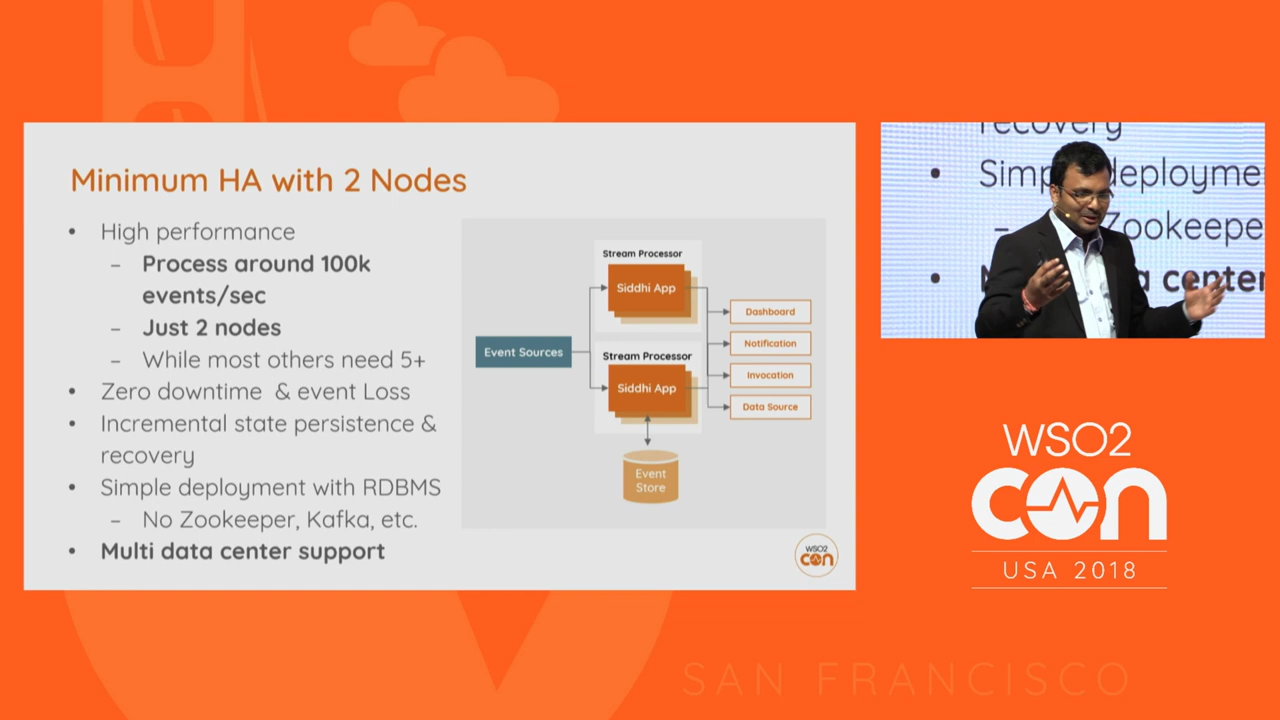 Minimum HA with 2 Nodes
• High performance
– Process around 100k
events/sec
– Just 2 nodes
– While most others need 5+
• Zero downtime & event Loss
• Incremental state persistence &
recovery
• Simple deployment with RDBMS
– No Zookeeper, Kafka, etc.
• Multi data center support
Event Sources
Stream Processor
Siddhi App
Stream Processor
Siddhi App
Event
Store
Dashboard
Notification
Invocation
Data Source
WSO2
con
recovery
• Simp deployme
– Zookeepe
• a center
WSO2
con
USA 2018
SAN FRANCISCO